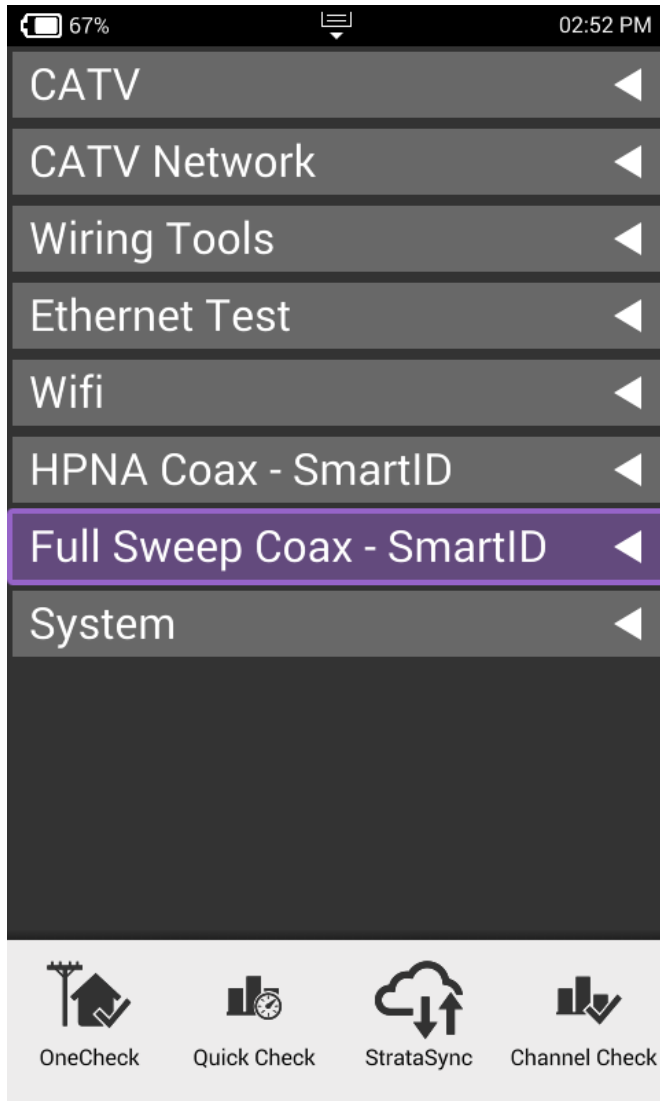 67%
02:52 PM
CATV
CATV Network
Wiring Tools
Ethernet Test
Wifi
HPNA Coax - SmartID
Full Sweep Coax - SmartID
System
OneCheck
Quick Check
StrataSync
Channel Check